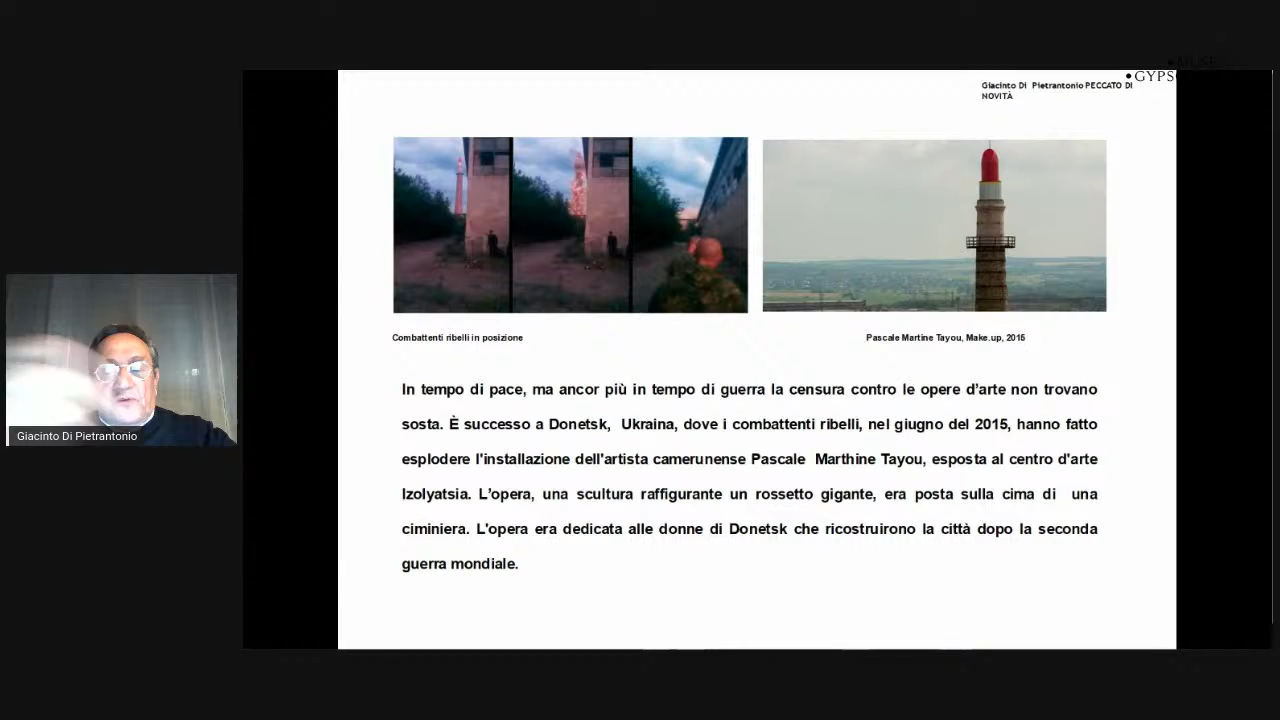 GYPS
Giacinto Di Pietrantonio PECCATO DI
NOVITÀ
Combattenti ribelli in posizione
Pascale Martine Tayou, Make.up, 2015
In tempo di pace, ma ancor più in tempo di guerra la censura contro le opere d’arte non trovano
sosta. È successo a Donetsk, Ukraina, dove i combattenti ribelli, nel giugno del 2015, hanno fatto
esplodere l'installazione dell'artista camerunense Pascale Marthine Tayou, esposta al centro d'arte
Izolyatsia. L’opera, una scultura raffigurante un rossetto gigante, era posta sulla cima di una
ciminiera. L'opera era dedicata alle donne di Donetsk che ricostruirono la città dopo la seconda
guerra mondiale.
Giacinto Di Pietrantonio